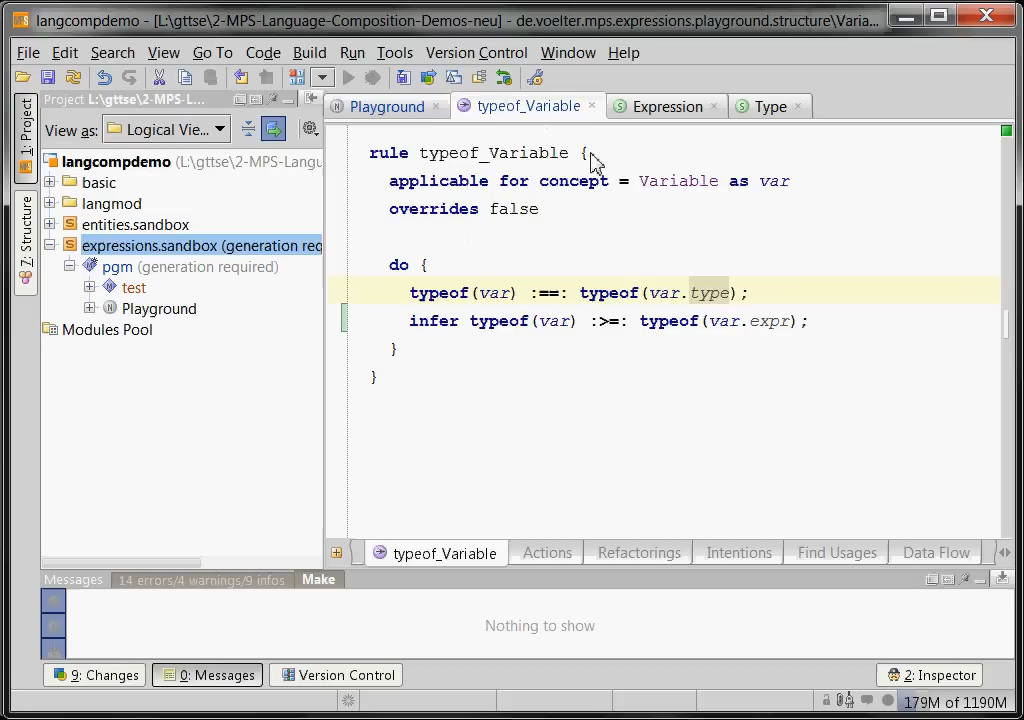 langcompdemo - [L:\gttse\2-MPS-Language-Composition-Demos-neu] - de.voelter.mps.expressions.playground.structure\Varia...
File Edit Search View Go To Code Build Run Tools Version Control Window Help
Project L:\gttse\2-MPS-L...
View as: Logical Vie...
1: Project
Z: Structure
langcompdemo (L:\gttse\2-MPS-Langu
basic
langmod
entities.sandbox
expressions.sandbox (generation req
pgm (generation required)
test
Playground
Modules Pool
Playground typeof_Variable Expression Type
rule typeof_Variable {
applicable for concept = Variable as var
overrides false
do {
typeof(var) :==: typeof(var.type);
infer typeof(var) :>=: typeof(var.expr);
}
}
typeof_Variable Actions Refactorings Intentions Find Usages Data Flow
Messages 14 errors/4 warnings/9 infos Make
Nothing to show
9: Changes 0: Messages Version Control 2: Inspector
179M of 1190M